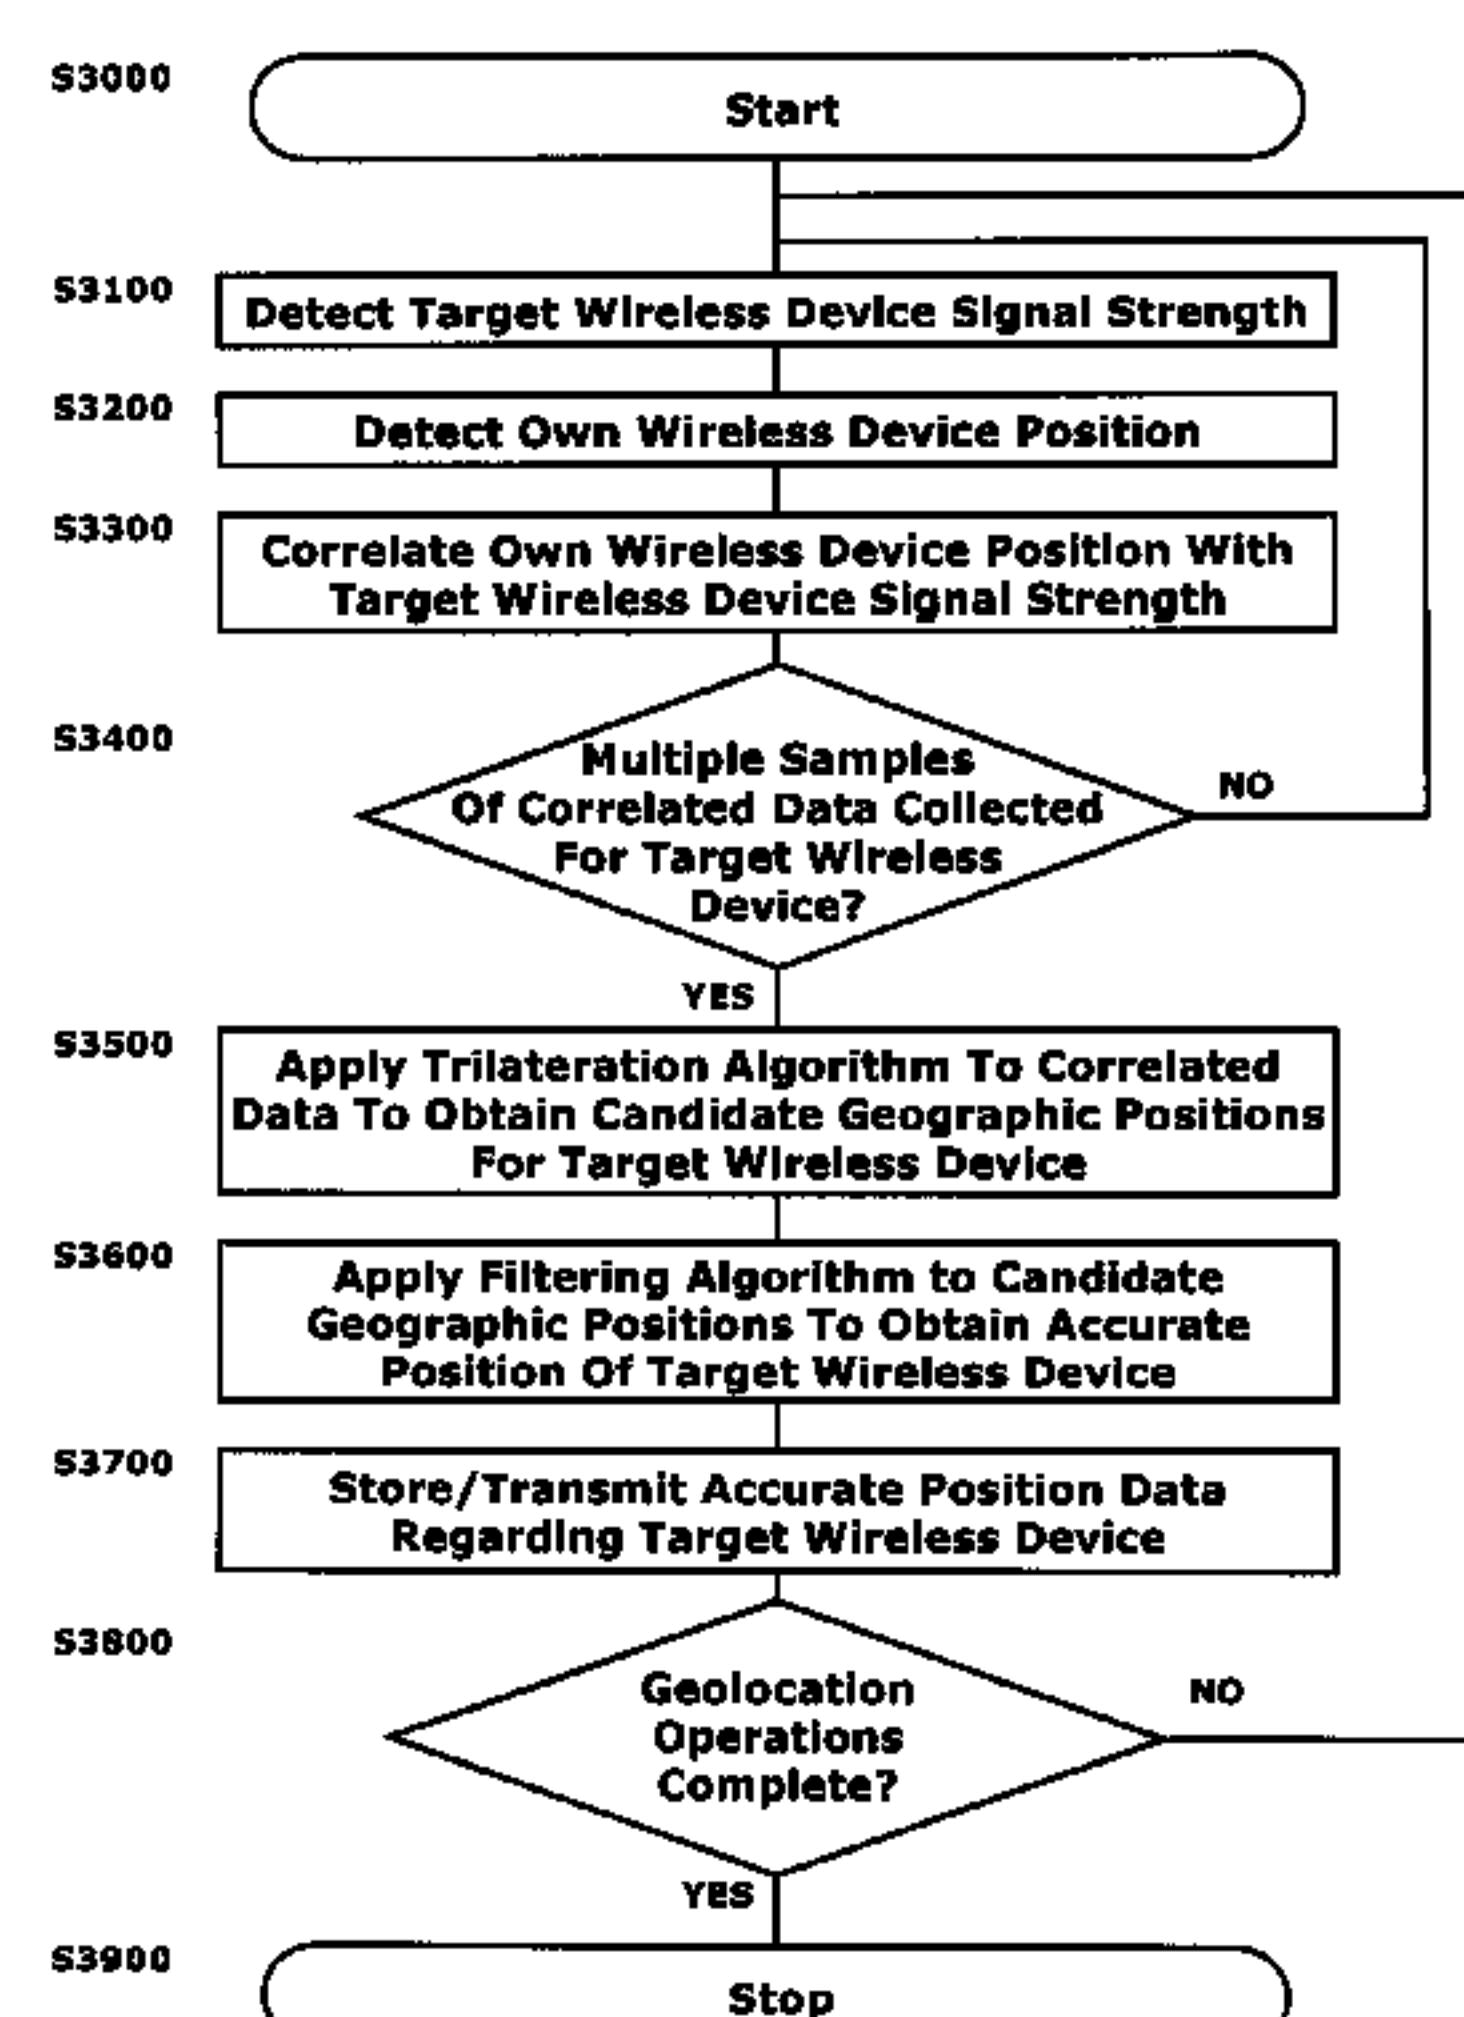 S3000
Start
S3100
Detect Target Wireless Device Signal Strength
S3200
Detect Own Wireless Device Position
S3300
Correlate Own Wireless Device Position With
Target Wireless Device Signal Strength
S3400
Multiple Samples
Of Correlated Data Collected
For Target Wireless
Device?
NO
YES
S3500
Apply Trilateration Algorithm To Correlated
Data To Obtain Candidate Geographic Positions
For Target Wireless Device
S3600
Apply Filtering Algorithm to Candidate
Geographic Positions To Obtain Accurate
Position Of Target Wireless Device
S3700
Store/Transmit Accurate Position Data
Regarding Target Wireless Device
S3800
Geolocation
Operations
Complete?
NO
YES
S3900
Stop